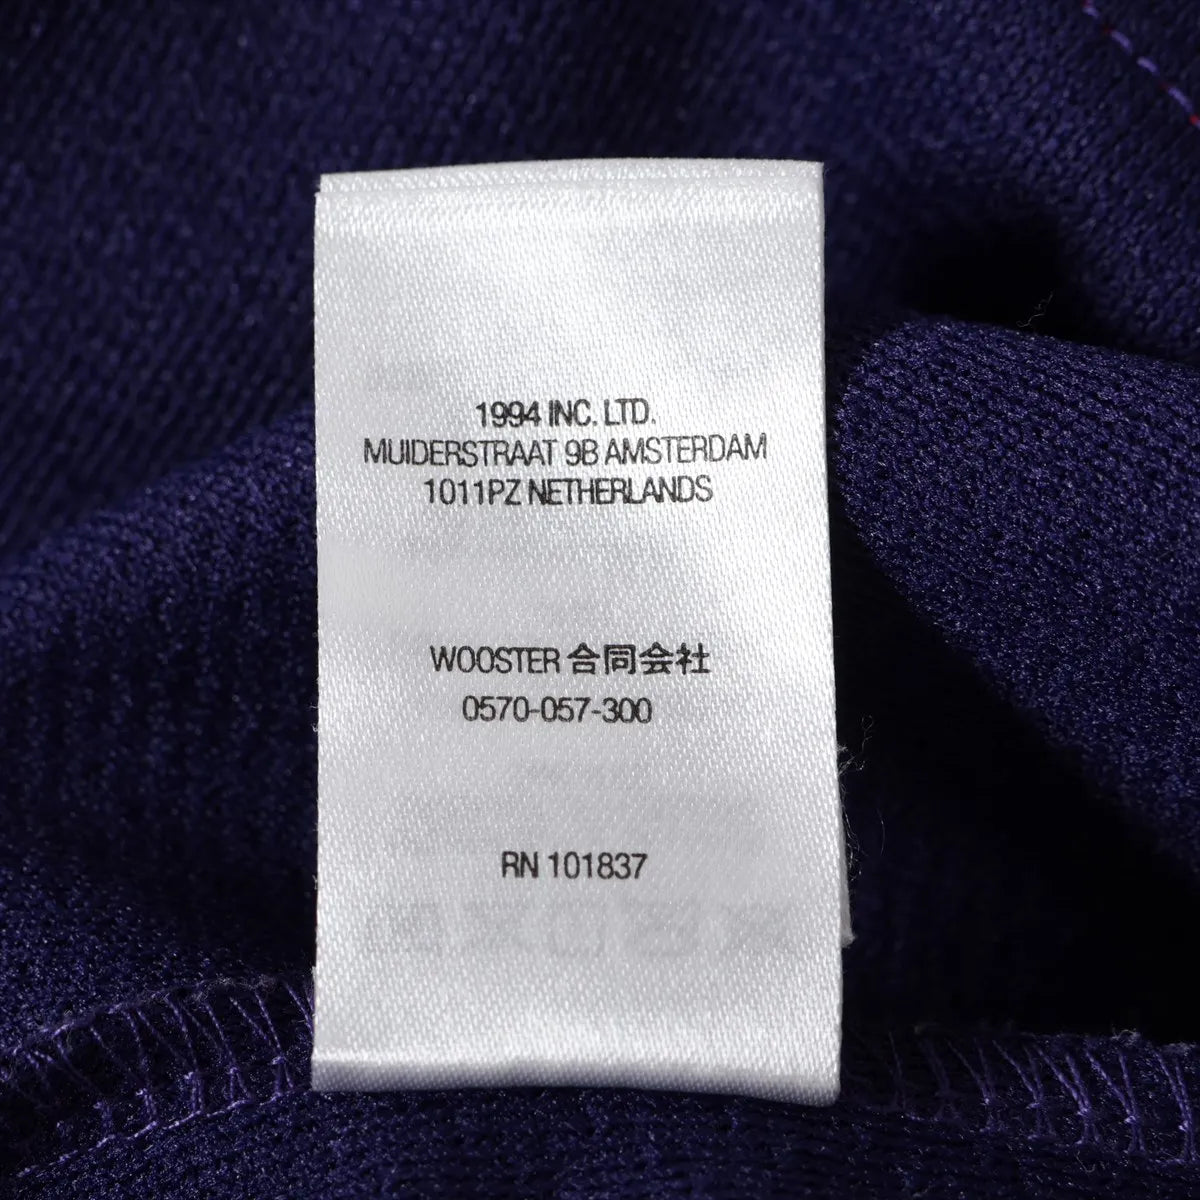 1994 INC. LTD.
MUIDERSTRAAT 9B AMSTERDAM
1011PZ NETHERLANDS
WOOSTER 合同会社
0570-057-300
RN 101837